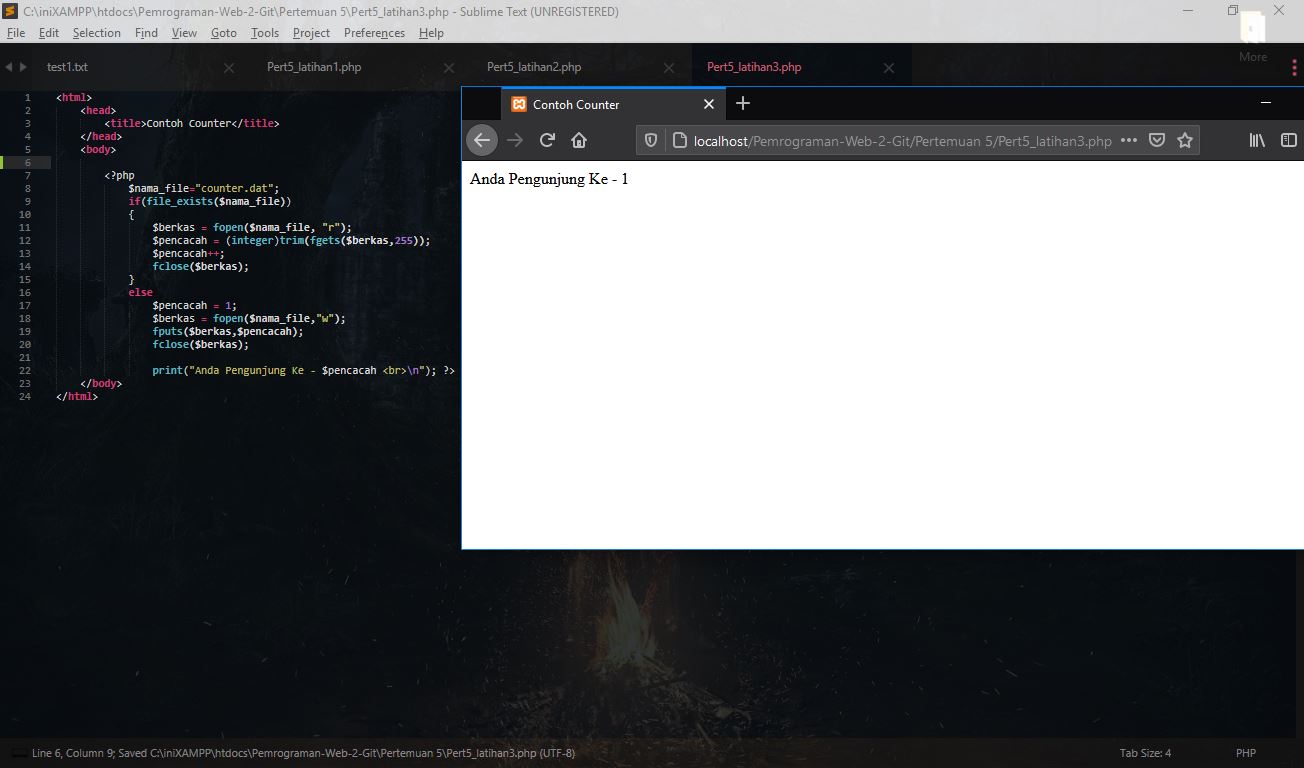 C:\iniXAMPP\htdocs\Pemrograman-Web-2-Git\Pertemuan 5\Pert5_latihan3.php - Sublime Text (UNREGISTERED)
File Edit Selection Find View Goto Tools Project Preferences Help
More
test1.txt Pert5_latihan1.php Pert5_latihan2.php Pert5_latihan3.php
1 <html>
2 <head>
3 <title>Contoh Counter</title>
4 </head>
5 <body>
6
7 <?php
8 $nama_file="counter.dat";
9 if(file_exists($nama_file))
10 {
11 $berkas = fopen($nama_file, "r");
12 $pencacah = (integer)trim(fgets($berkas,255));
13 $pencacah++;
14 fclose($berkas);
15 }
16 else
17 $pencacah = 1;
18 $berkas = fopen($nama_file,"w");
19 fputs($berkas,$pencacah);
20 fclose($berkas);
21
22 print("Anda Pengunjung Ke - $pencacah <br>\n"); ?>
23 </body>
24 </html>
Contoh Counter
localhost/Pemrograman-Web-2-Git/Pertemuan 5/Pert5_latihan3.php
Anda Pengunjung Ke - 1
Line 6, Column 9; Saved C:\iniXAMPP\htdocs\Pemrograman-Web-2-Git\Pertemuan 5\Pert5_latihan3.php (UTF-8) Tab Size: 4 PHP